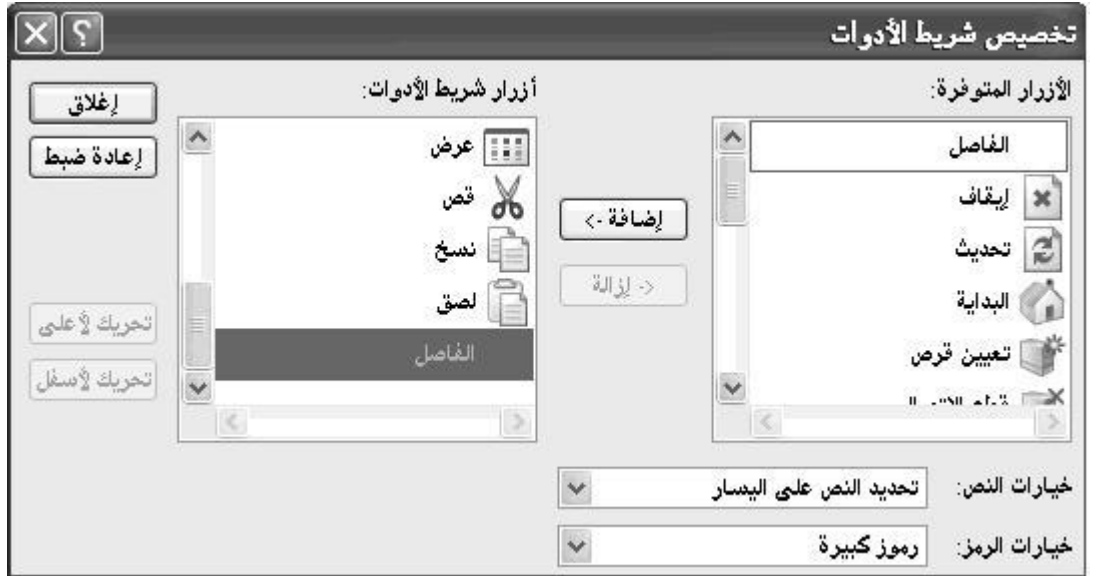 تخصيص شريط الأدوات
الأزرار المتوفرة:
الفاصل
إيقاف
تحديث
البداية
تعيين قرص
إضافة ->
<- إزالة
أزرار شريط الأدوات:
عرض
قص
نسخ
لصق
الفاصل
إغلاق
إعادة ضبط
تحريك لأعلى
تحريك لأسفل
خيارات النص: تحديد النص على اليسار
خيارات الرمز: رموز كبيرة